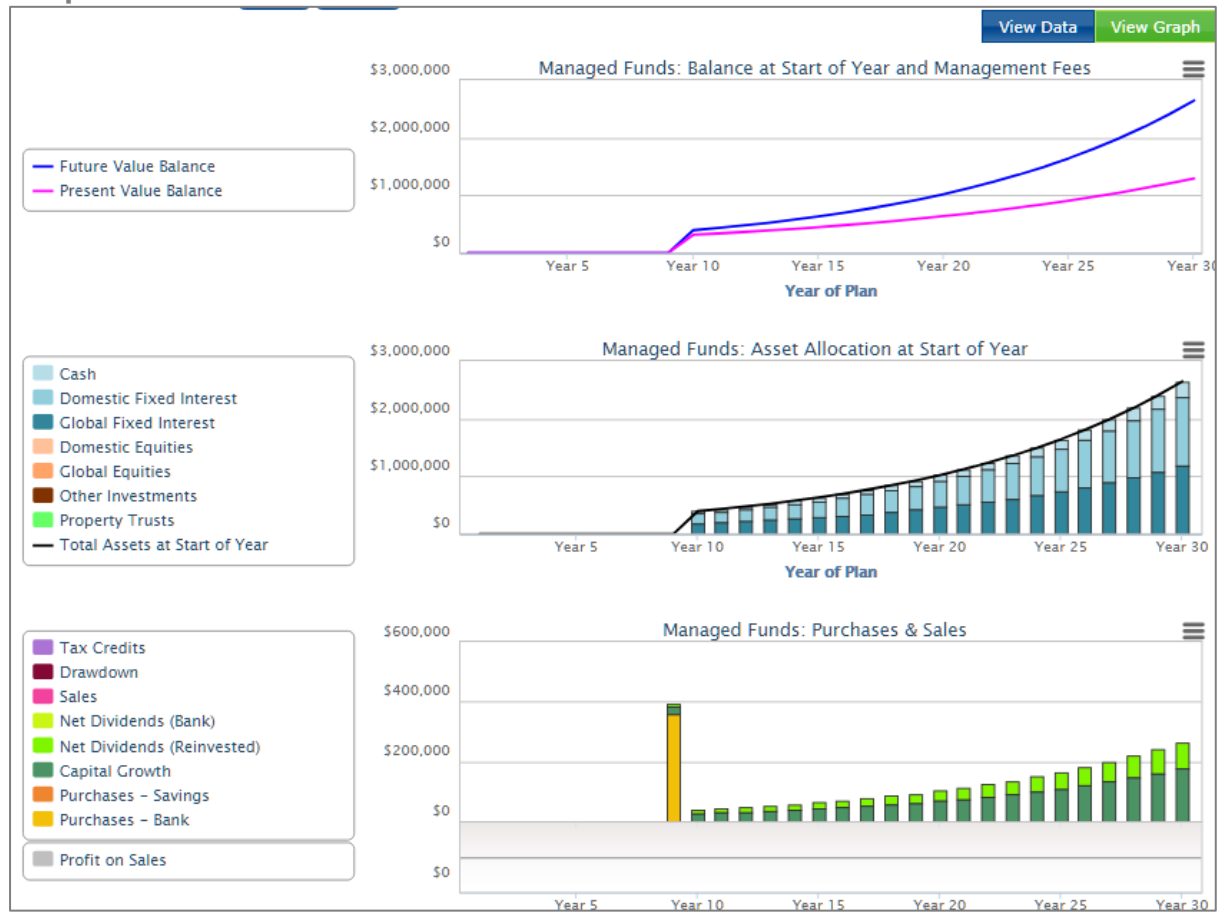 View Data
View Graph
Managed Funds: Balance at Start of Year and Management Fees
$3,000,000
$2,000,000
$1,000,000
$0
Future Value Balance
Present Value Balance
Year 5
Year 10
Year 15
Year 20
Year 25
Year 30
Year of Plan
Managed Funds: Asset Allocation at Start of Year
$3,000,000
$2,000,000
$1,000,000
$0
Cash
Domestic Fixed Interest
Global Fixed Interest
Domestic Equities
Global Equities
Other Investments
Property Trusts
Total Assets at Start of Year
Year 5
Year 10
Year 15
Year 20
Year 25
Year 30
Year of Plan
Managed Funds: Purchases & Sales
$600,000
$400,000
$200,000
$0
$0
Tax Credits
Drawdown
Sales
Net Dividends (Bank)
Net Dividends (Reinvested)
Capital Growth
Purchases – Savings
Purchases – Bank
Profit on Sales
Year 5
Year 10
Year 15
Year 20
Year 25
Year 30